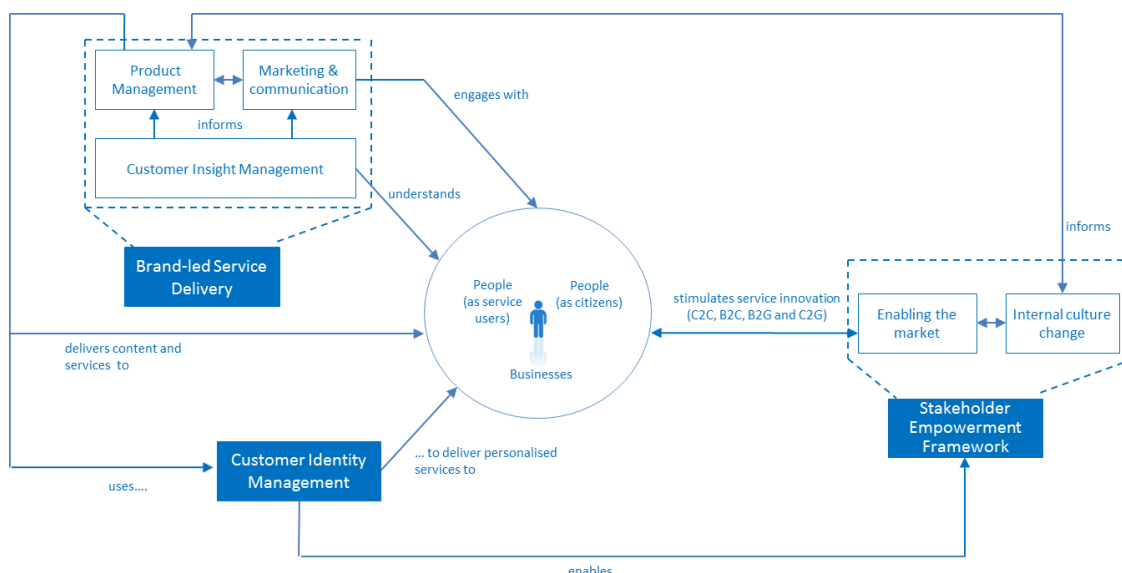 Product
Management
Marketing &
communication
informs
Customer Insight Management
engages with
understands
Brand-led Service
Delivery
informs
People
(as service
users)
People
(as citizens)
Businesses
stimulates service innovation
(C2C, B2C, B2G and C2G)
Enabling the
market
Internal culture
change
delivers content and
services to
Stakeholder
Empowerment
Framework
Customer Identity
Management
... to deliver personalised
services to
uses....
enables